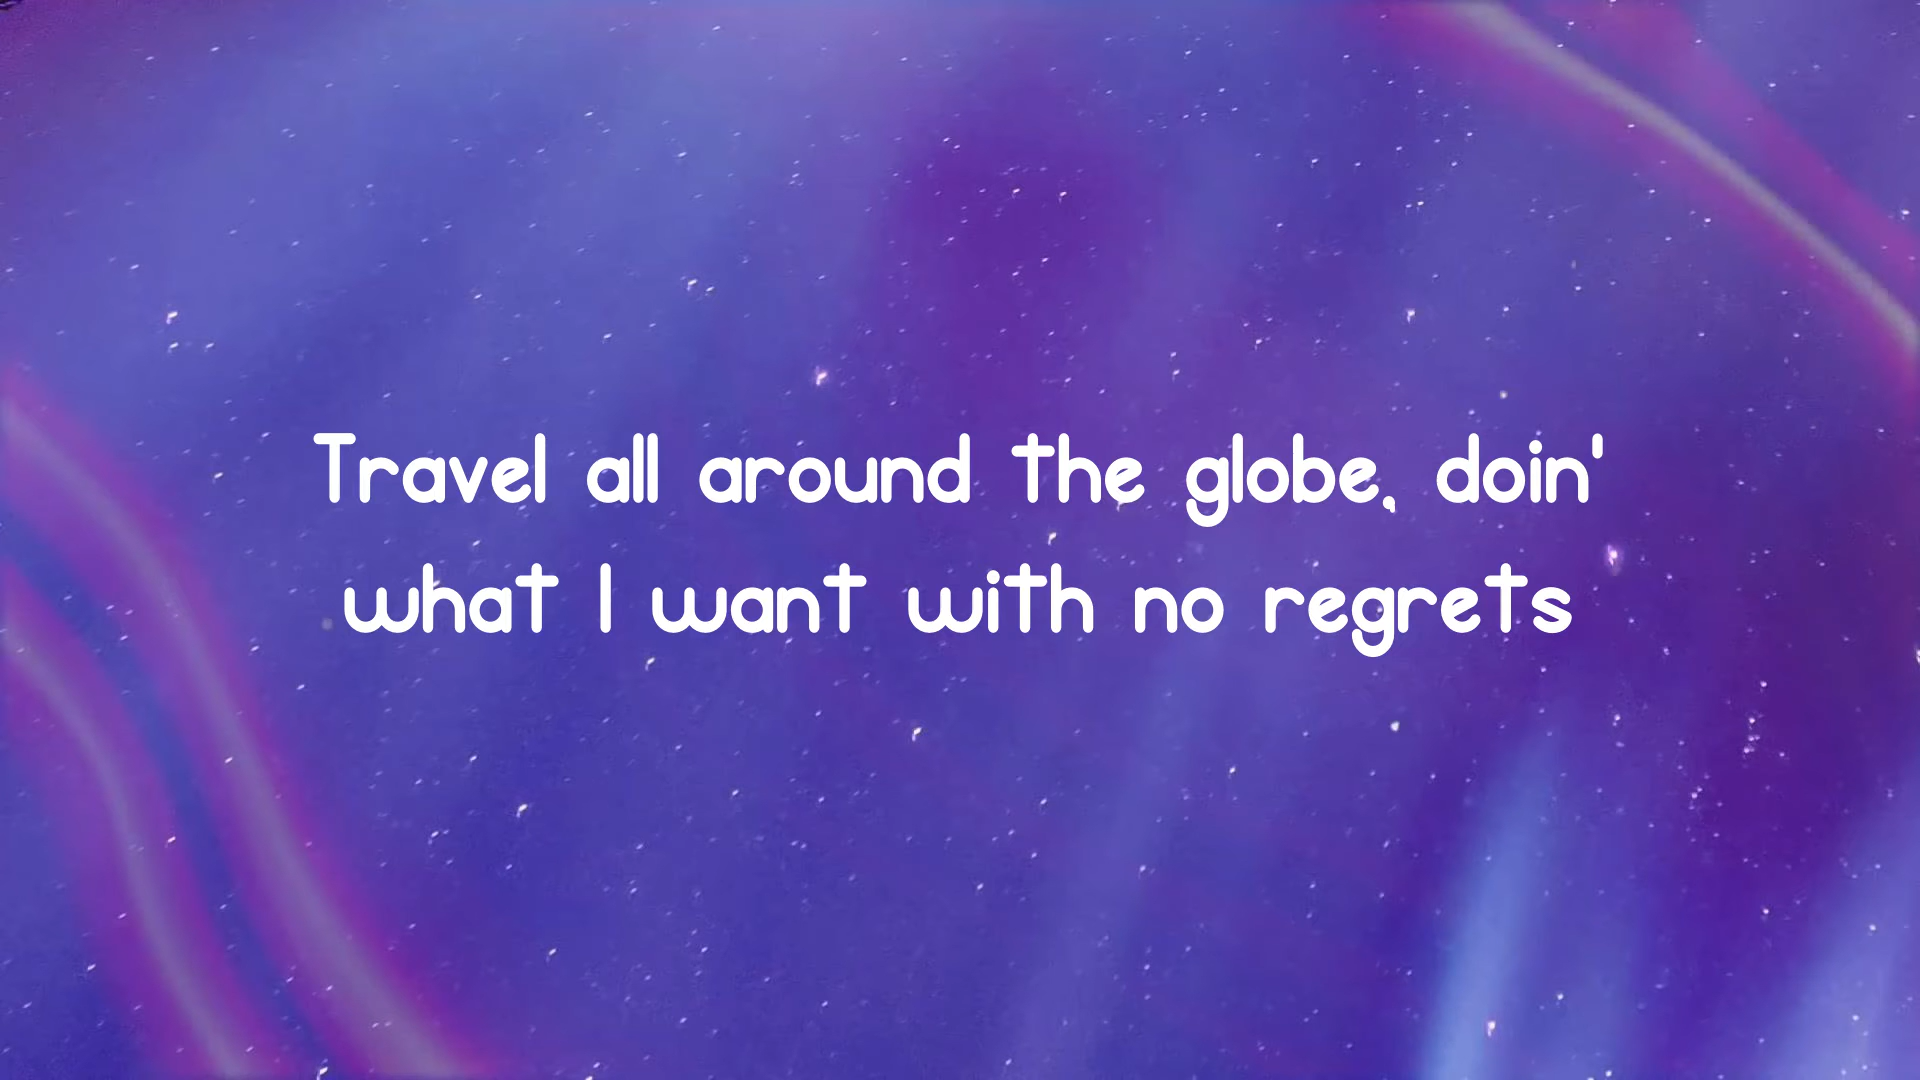 Travel all around the globe, doin'
what I want with no regrets